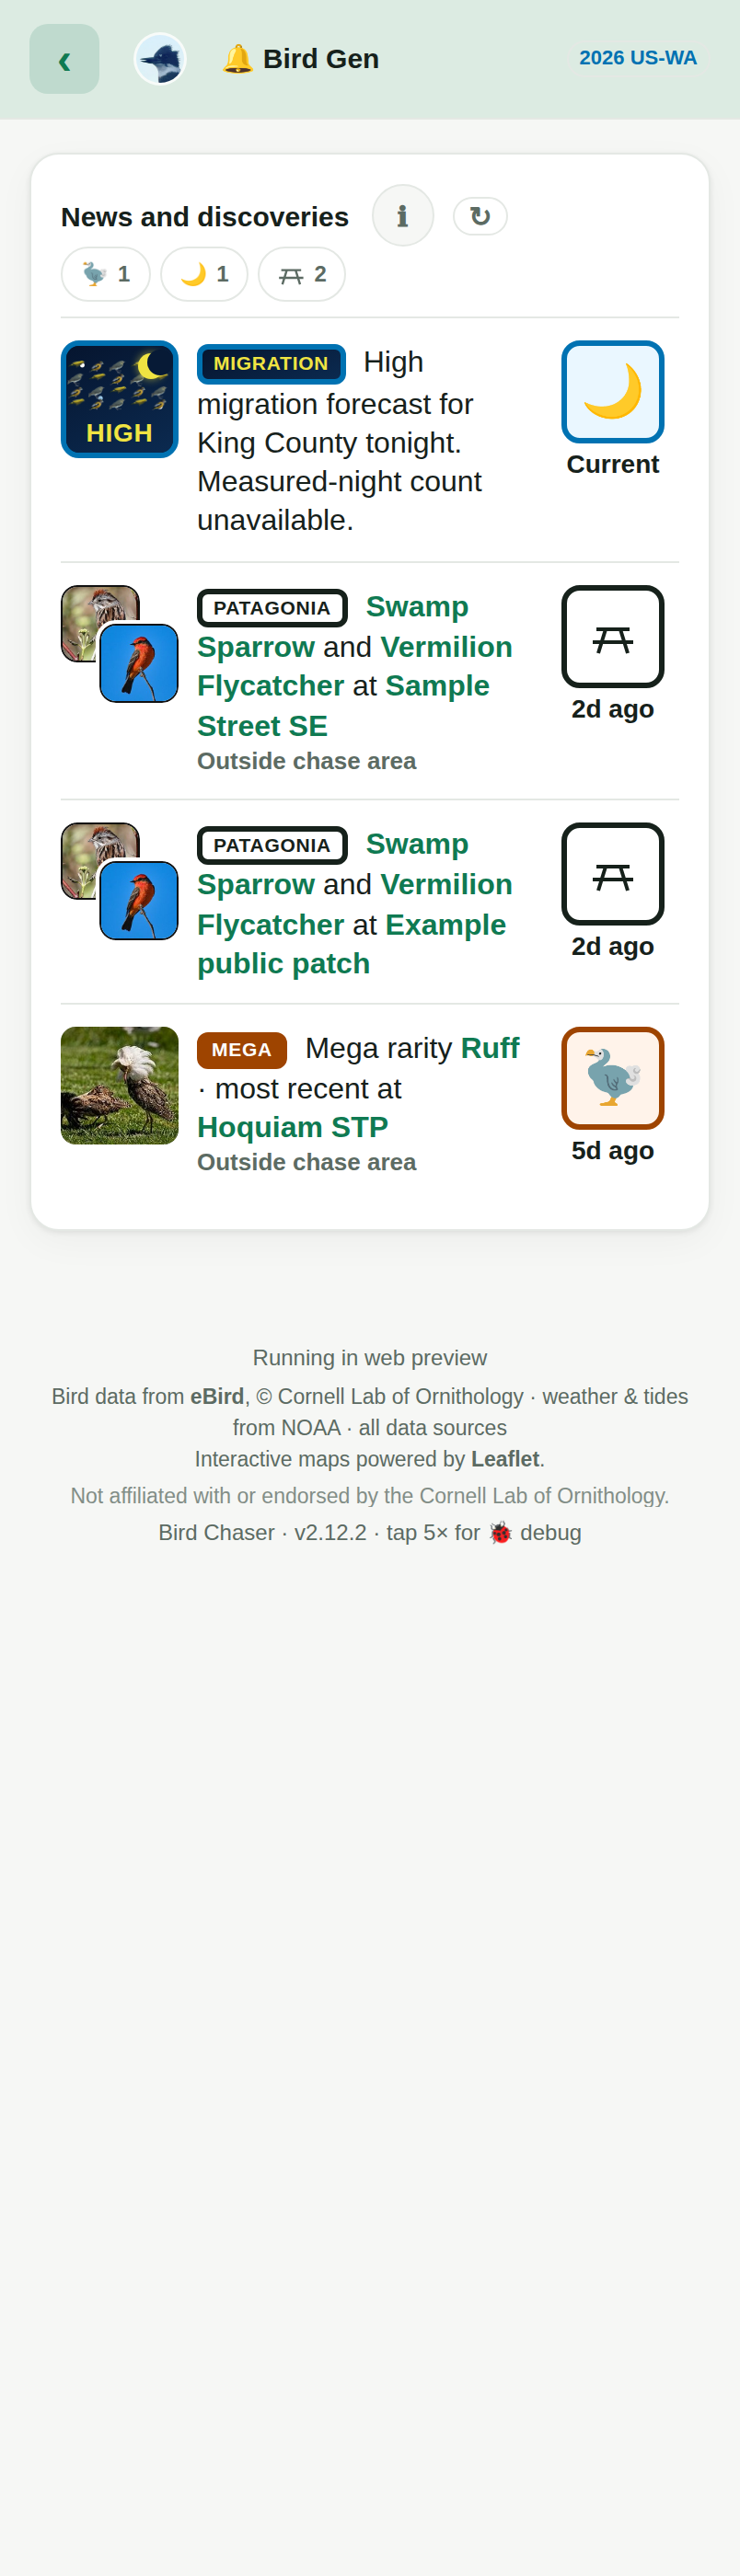 ‹ 🔔 Bird Gen 2026 US-WA
News and discoveries ℹ ↻
🦤 1 🌙 1 2
HIGH
MIGRATION High
migration forecast for
King County tonight.
Measured-night count
unavailable.
🌙
Current
PATAGONIA Swamp
Sparrow and Vermilion
Flycatcher at Sample
Street SE
Outside chase area
2d ago
PATAGONIA Swamp
Sparrow and Vermilion
Flycatcher at Example
public patch
2d ago
MEGA Mega rarity Ruff
· most recent at
Hoquiam STP
Outside chase area
🦤
5d ago
Running in web preview
Bird data from eBird, © Cornell Lab of Ornithology · weather & tides
from NOAA · all data sources
Interactive maps powered by Leaflet.
Not affiliated with or endorsed by the Cornell Lab of Ornithology.
Bird Chaser · v2.12.2 · tap 5× for 🐞 debug